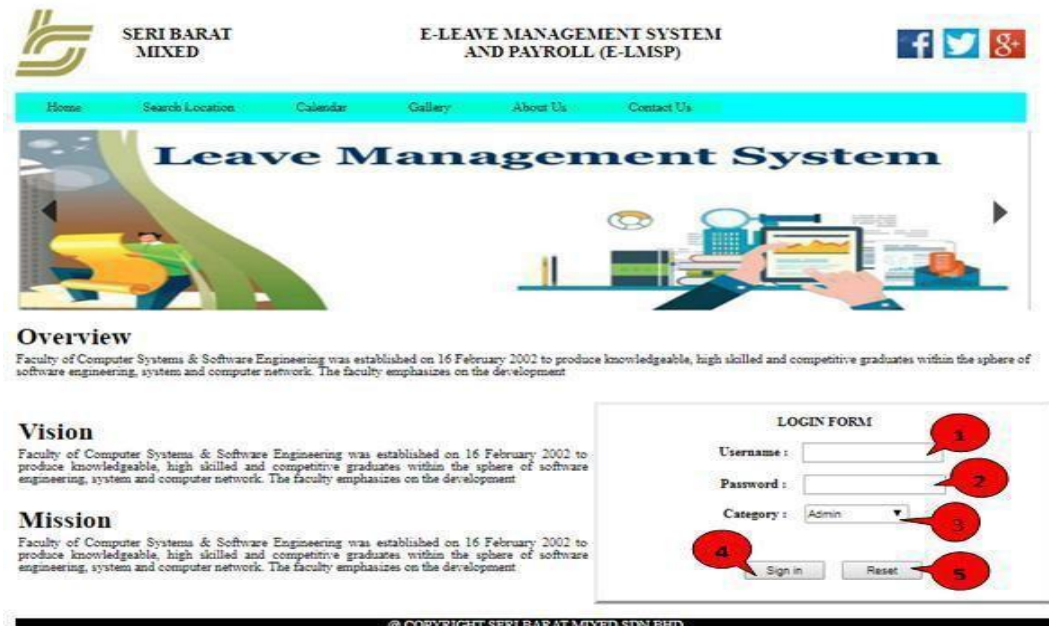 SERI BARAT
MIXED
E-LEAVE MANAGEMENT SYSTEM
AND PAYROLL (E-LMSP)
Home Search Location Calendar Gallery About Us Contact Us
Leave Management System
Overview
Faculty of Computer Systems & Software Engineering was established on 16 February 2002 to produce knowledgeable, high skilled and competitive graduates within the sphere of
software engineering, system and computer network. The faculty emphasizes on the development
Vision
Faculty of Computer Systems & Software Engineering was established on 16 February 2002 to
produce knowledgeable, high skilled and competitive graduates within the sphere of software
engineering, system and computer network. The faculty emphasizes on the development
Mission
Faculty of Computer Systems & Software Engineering was established on 16 February 2002 to
produce knowledgeable, high skilled and competitive graduates within the sphere of software
engineering, system and computer network. The faculty emphasizes on the development
LOGIN FORM
Username : 1
Password : 2
Category : Admin 3
4
Sign in Reset 5
@ COPYRIGHT SERI BARAT MIXED SDN BHD